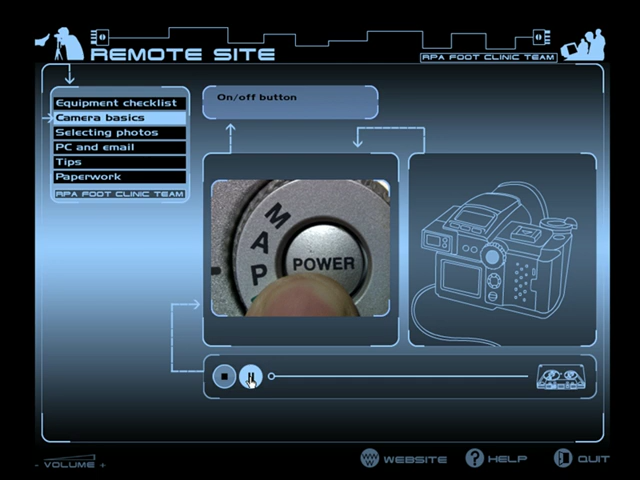 REMOTE SITE
RPA FOOT CLINIC TEAM
Equipment checklist
Camera basics
Selecting photos
PC and email
Tips
Paperwork
RPA FOOT CLINIC TEAM
On/off button
M
A
P
POWER
- VOLUME +
WEBSITE
HELP
QUIT